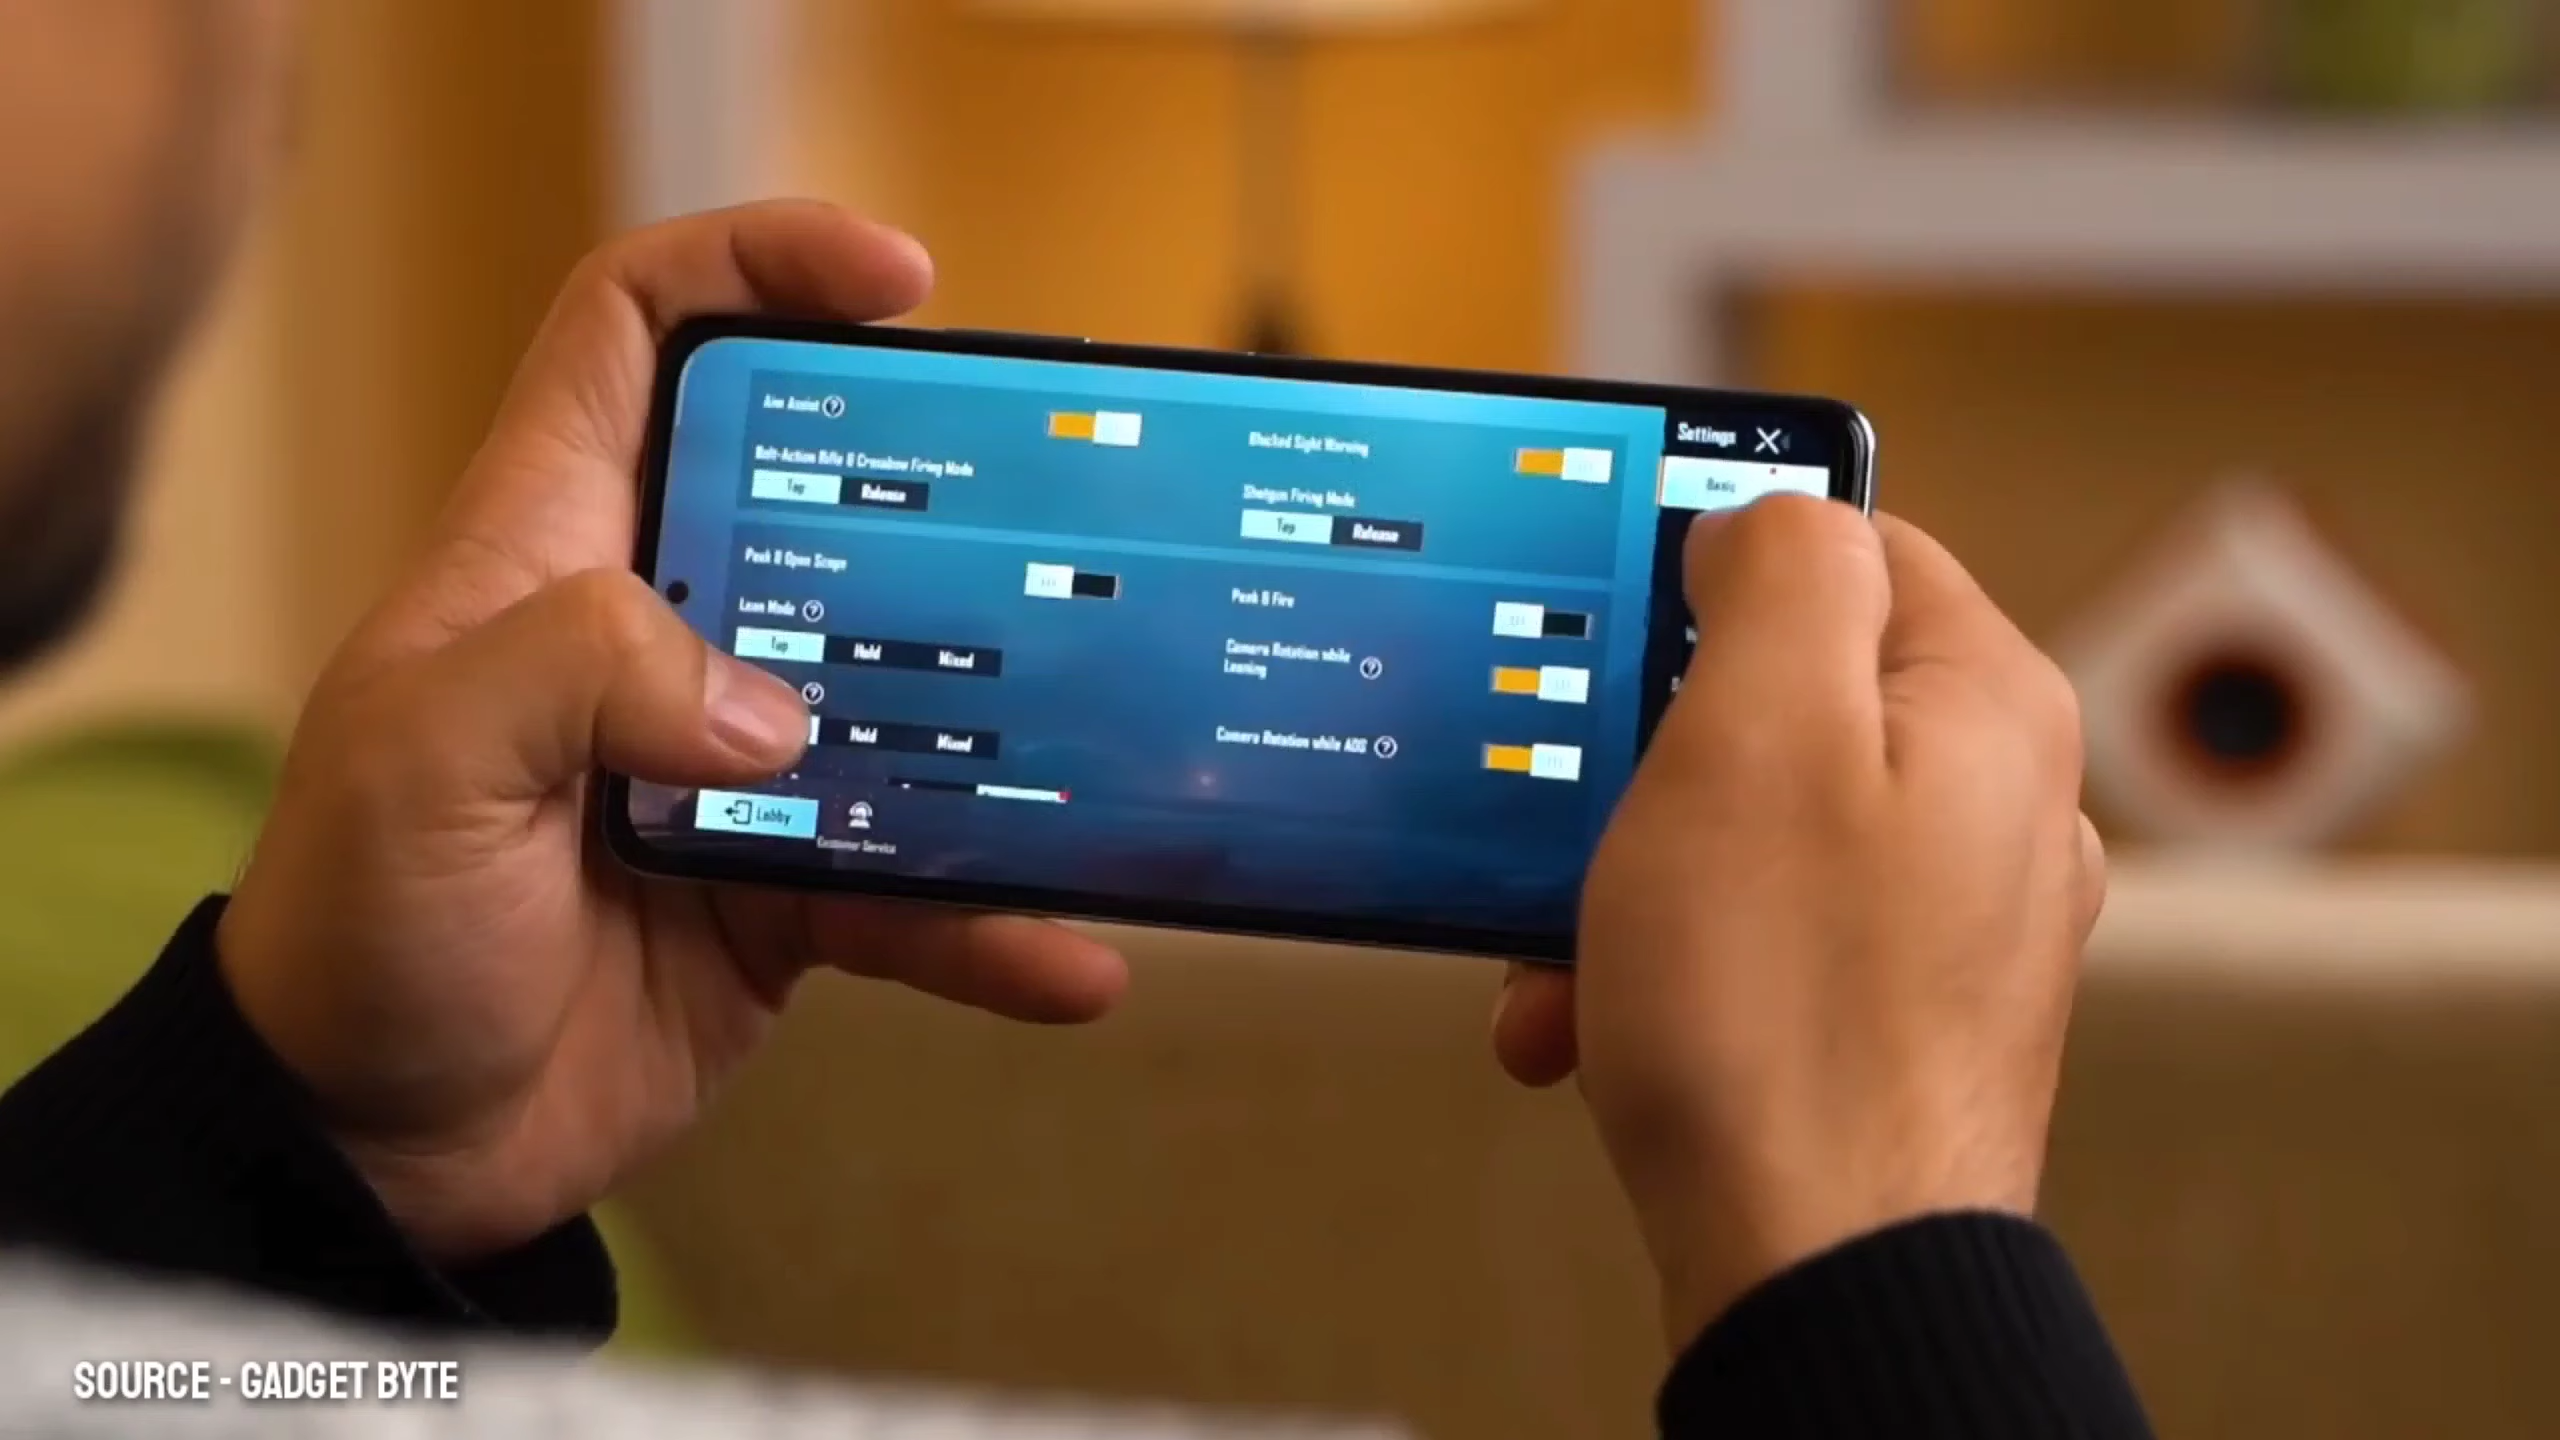 Aim Assist ?
Blocked Sight Warning
Bolt-Action Rifle & Crossbow Firing Mode
Tap Release
Shotgun Firing Mode
Tap Release
Peek & Open Scope
Peek & Fire
Lean Mode ?
Tap Hold Mixed
Camera Rotation while
Leaning ?
?
Hold Mixed
Camera Rotation while ADS ?
Lobby
Customer Service
Settings X
Basic
SOURCE - GADGET BYTE